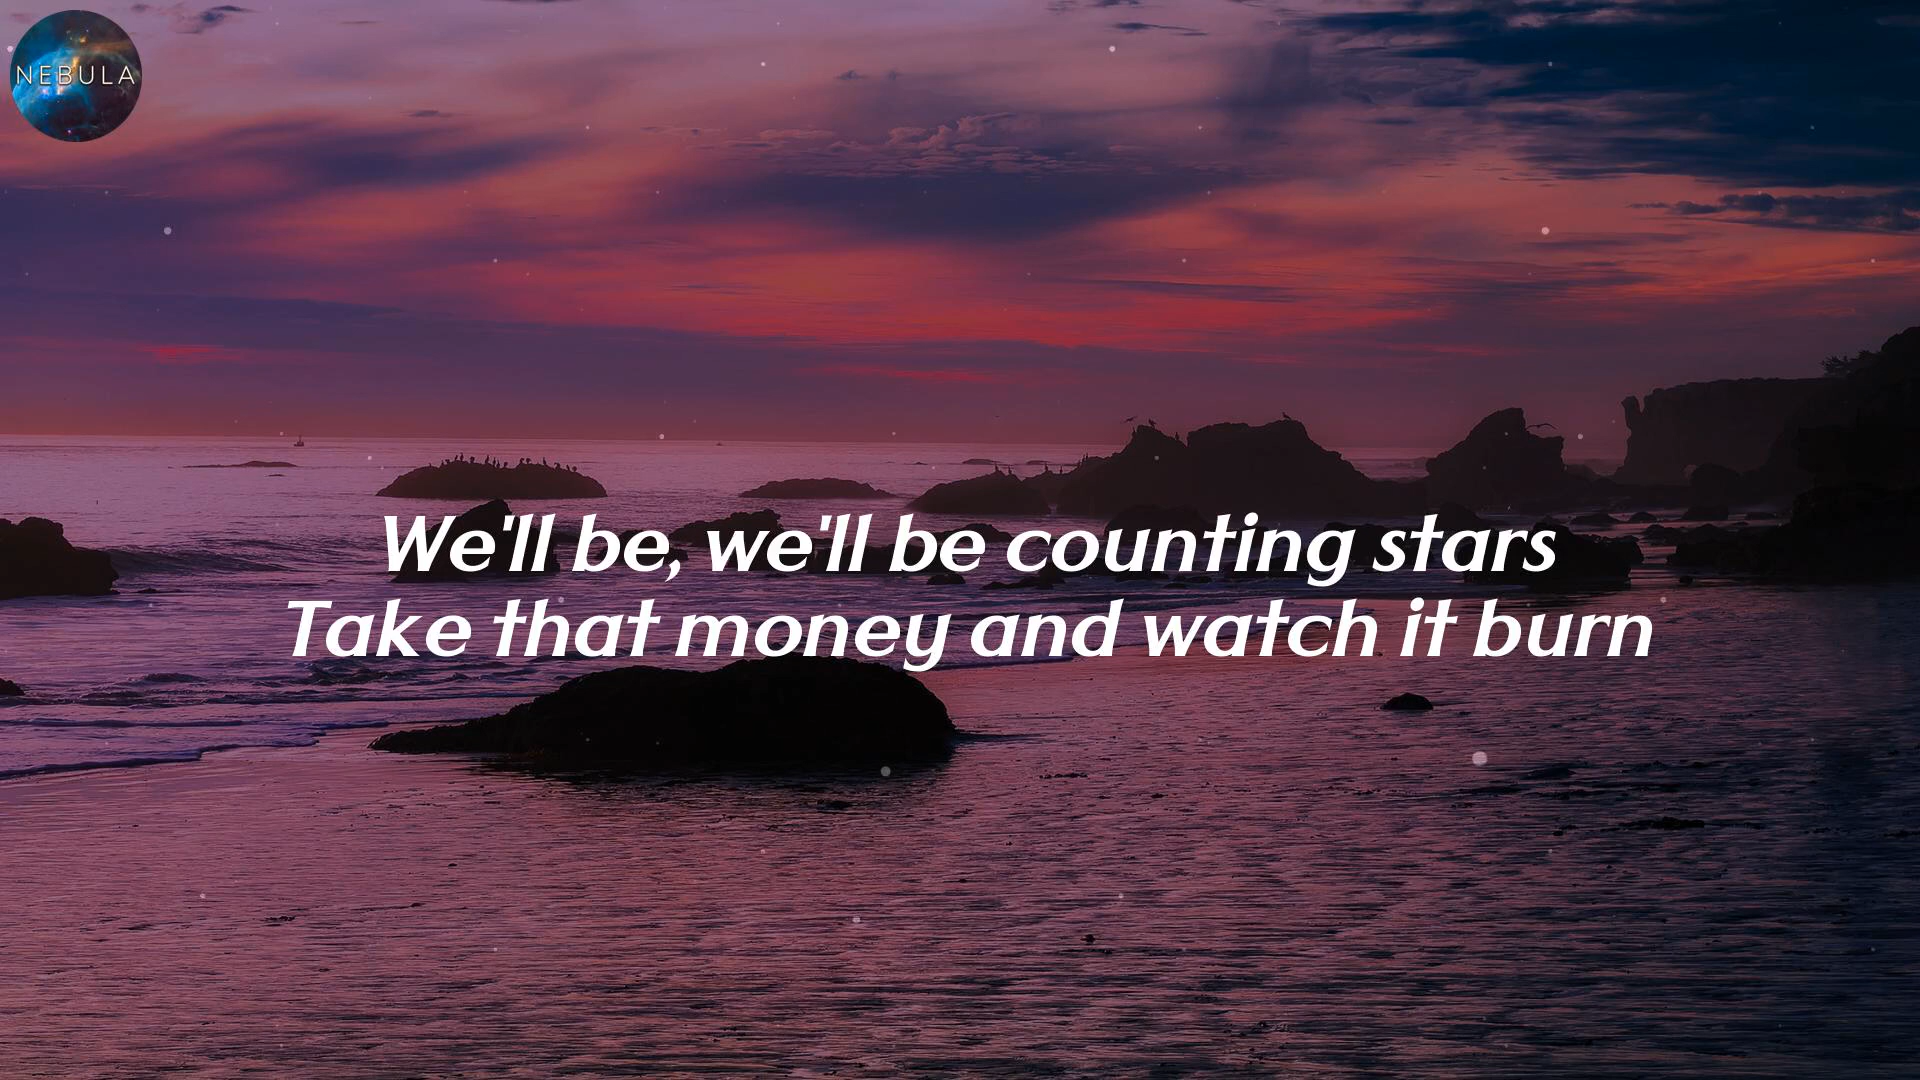 NEBULA
We'll be, we'll be counting stars
Take that money and watch it burn